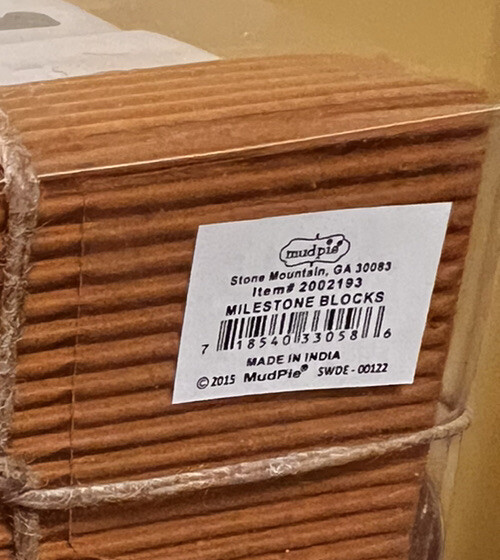 mudpie
Stone Mountain, GA 30083
Item# 2002193
MILESTONE BLOCKS
7 18540 33058 6
MADE IN INDIA
©2015 MudPie® SWDE-00122